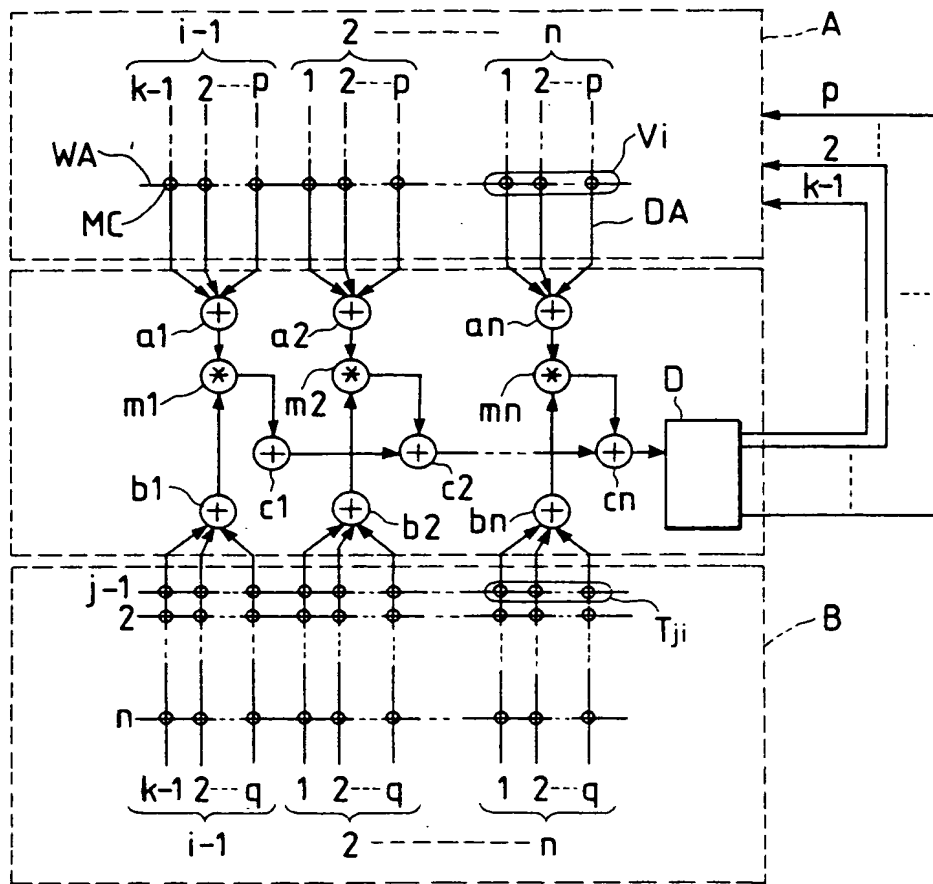 i-1 2 ------- n
k-1 2---p 1 2---p 1 2---p
A
p
2
k-1
WA
MC
Vi
DA
+ + +
a1 a2 an
* * *
m1 m2 mn
D
+ + +
c1 c2 cn
b1 + b2 + bn +
j-1
2
Tji
B
n
k-1 2---q 1 2---q 1 2---q
i-1 2 --------- n